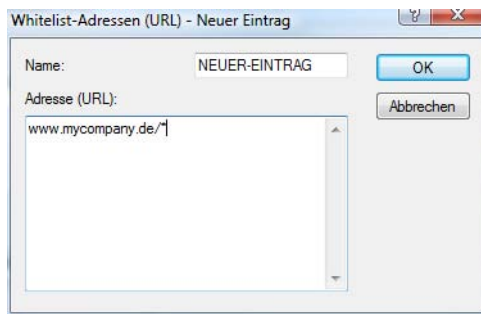 Whitelist-Adressen (URL) - Neuer Eintrag
Name: NEUER-EINTRAG OK
Adresse (URL): Abbrechen
www.mycompany.de/*